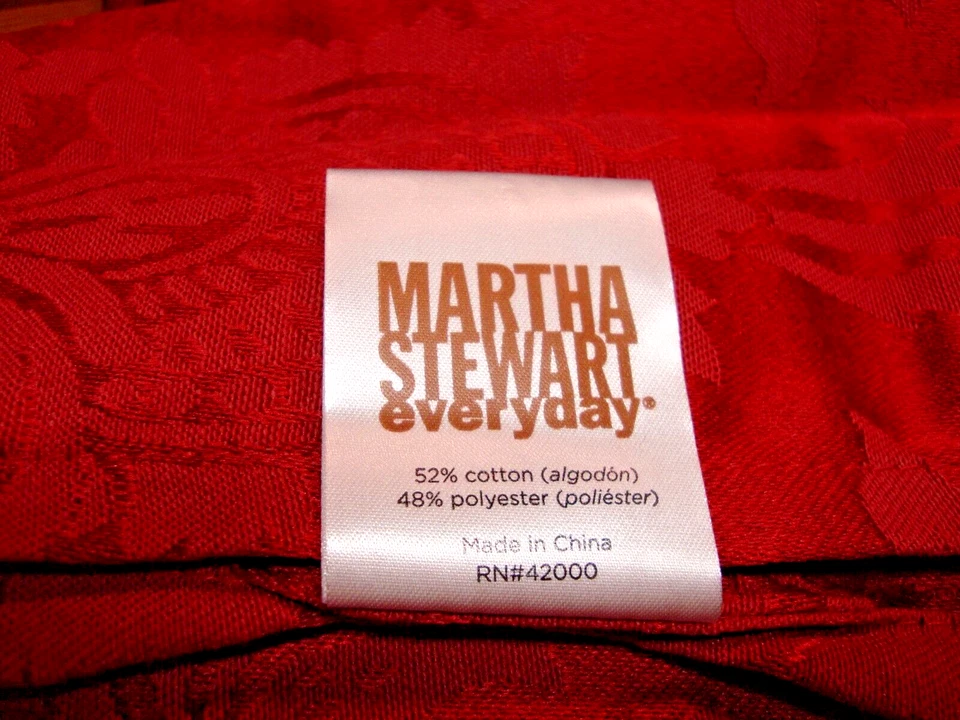 MARTHA
STEWART
everyday®
52% cotton (algodón)
48% polyester (poliéster)
Made in China
RN#42000